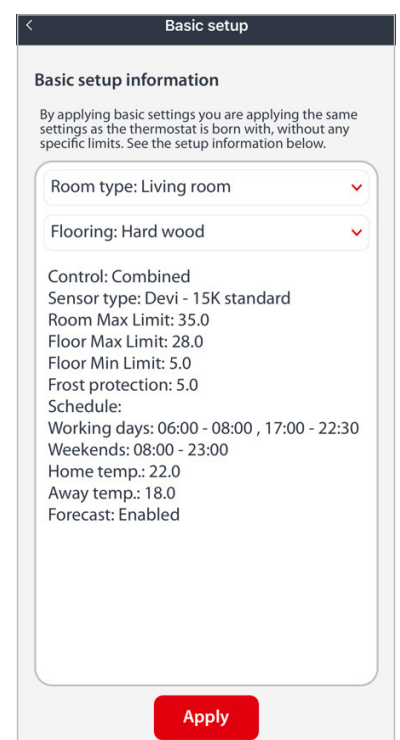 Basic setup
Basic setup information
By applying basic settings you are applying the same
settings as the thermostat is born with, without any
specific limits. See the setup information below.
Room type: Living room
Flooring: Hard wood
Control: Combined
Sensor type: Devi - 15K standard
Room Max Limit: 35.0
Floor Max Limit: 28.0
Floor Min Limit: 5.0
Frost protection: 5.0
Schedule:
Working days: 06:00 - 08:00 , 17:00 - 22:30
Weekends: 08:00 - 23:00
Home temp.: 22.0
Away temp.: 18.0
Forecast: Enabled
Apply